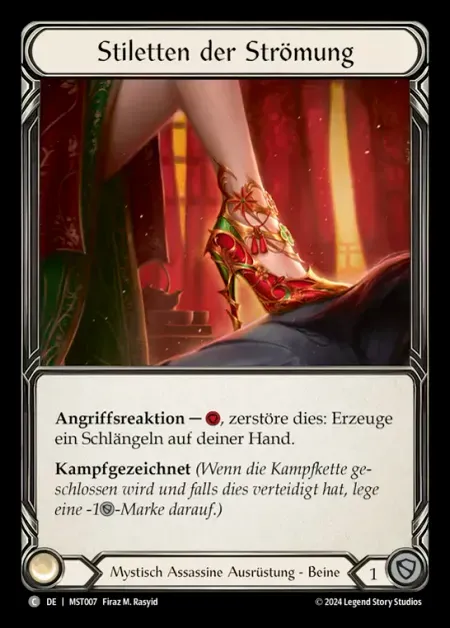 Stiletten der Strömung
Angriffsreaktion — , zerstöre dies: Erzeuge
ein Schlängeln auf deiner Hand.
Kampfgezeichnet (Wenn die Kampfkette ge-
schlossen wird und falls dies verteidigt hat, lege
eine -1-Marke darauf.)
Mystisch Assassine Ausrüstung - Beine
1
C DE | MST007 Firaz M. Rasyid
© 2024 Legend Story Studios